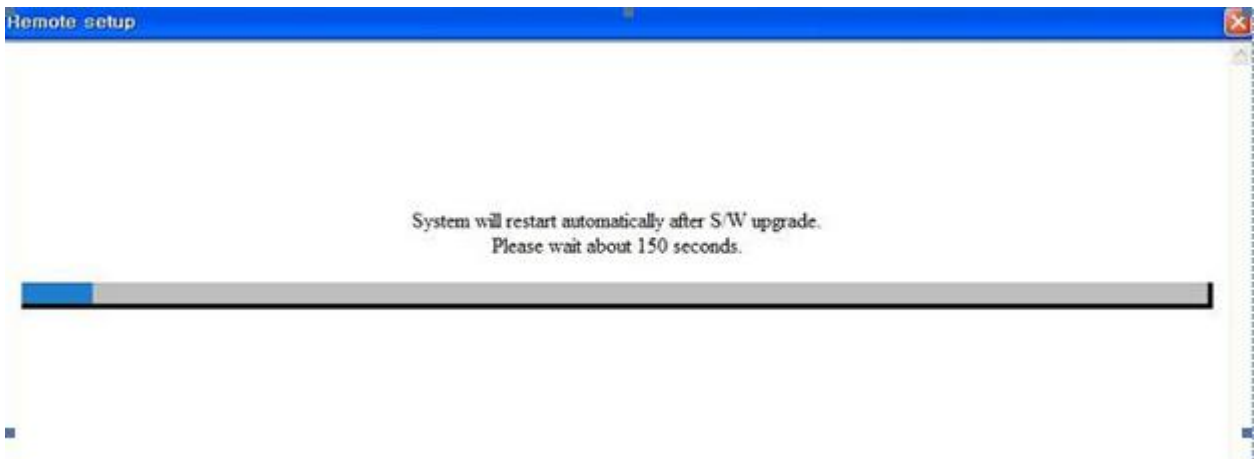 Remote setup
System will restart automatically after S/W upgrade.
Please wait about 150 seconds.